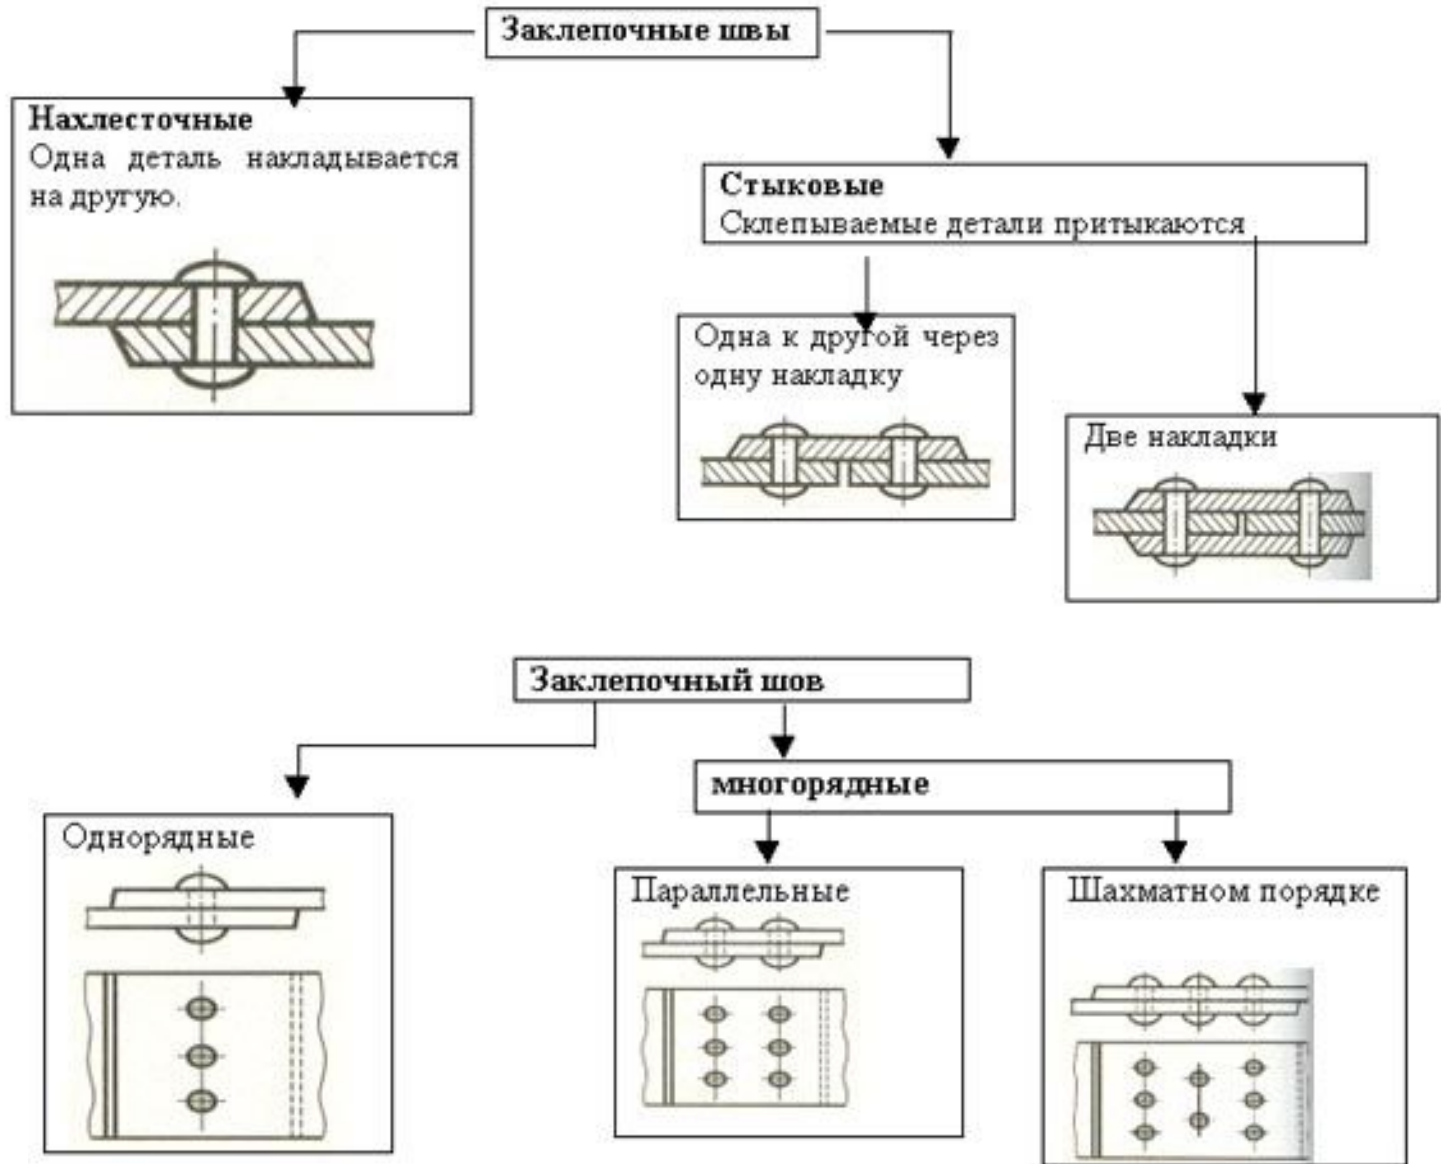 Заклепочные швы
Нахлесточные
Одна деталь накладывается
на другую.
Стыковые
Склепываемые детали притыкаются
Одна к другой через
одну накладку
Две накладки
Заклепочный шов
многорядные
Однорядные
Параллельные
Шахматном порядке